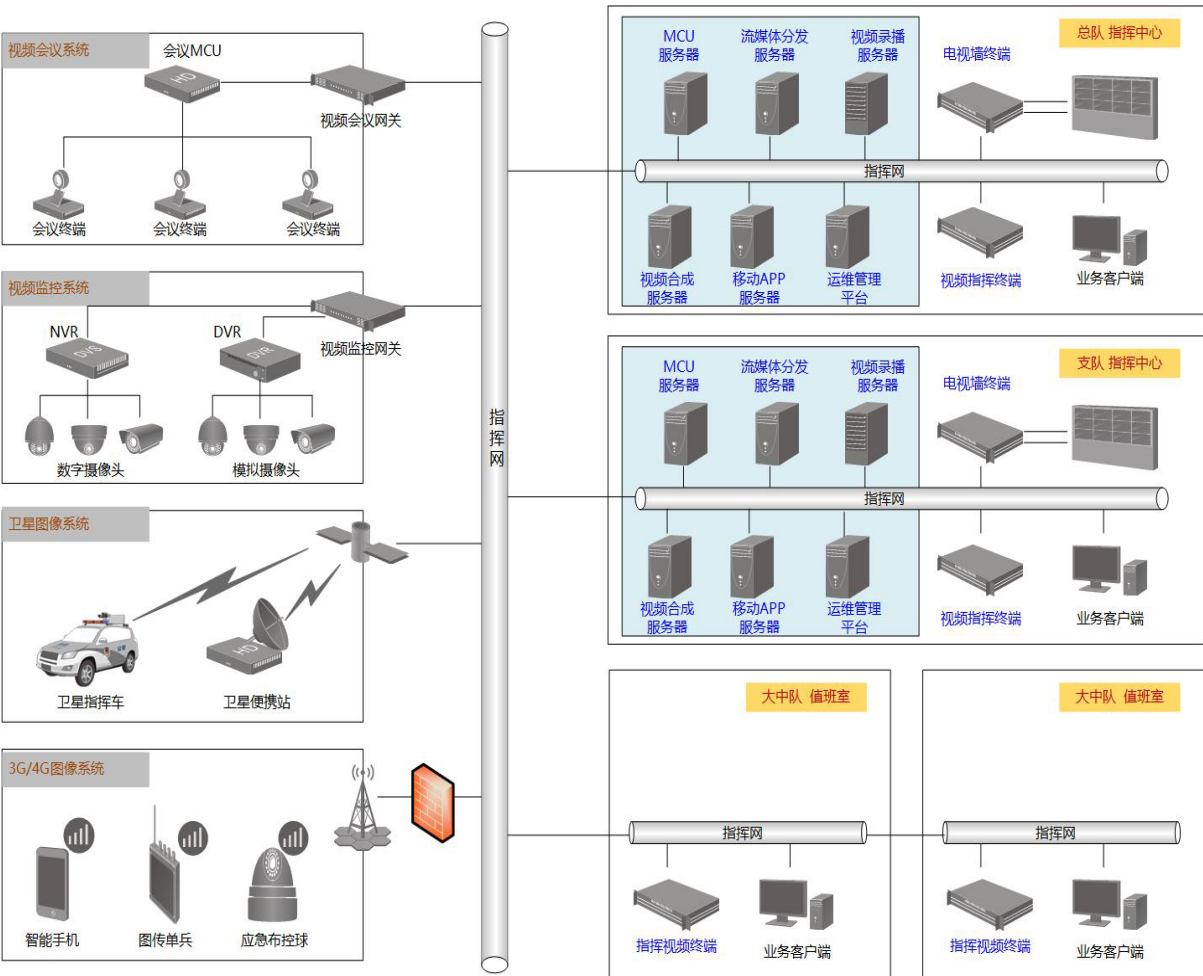 视频会议系统
会议MCU
HD
视频会议网关
会议终端
会议终端
会议终端
视频监控系统
NVR
DVR
DVS
DVR
视频监控网关
数字摄像头
模拟摄像头
卫星图像系统
HD
卫星指挥车
卫星便携站
3G/4G图像系统
智能手机
图传单兵
应急布控球
指
挥
网
总队 指挥中心
MCU
服务器
流媒体分发
服务器
视频录播
服务器
电视墙终端
指挥网
视频合成
服务器
移动APP
服务器
运维管理
平台
视频指挥终端
业务客户端
支队 指挥中心
MCU
服务器
流媒体分发
服务器
视频录播
服务器
电视墙终端
指挥网
视频合成
服务器
移动APP
服务器
运维管理
平台
视频指挥终端
业务客户端
大中队 值班室
指挥网
指挥视频终端
业务客户端
大中队 值班室
指挥网
指挥视频终端
业务客户端